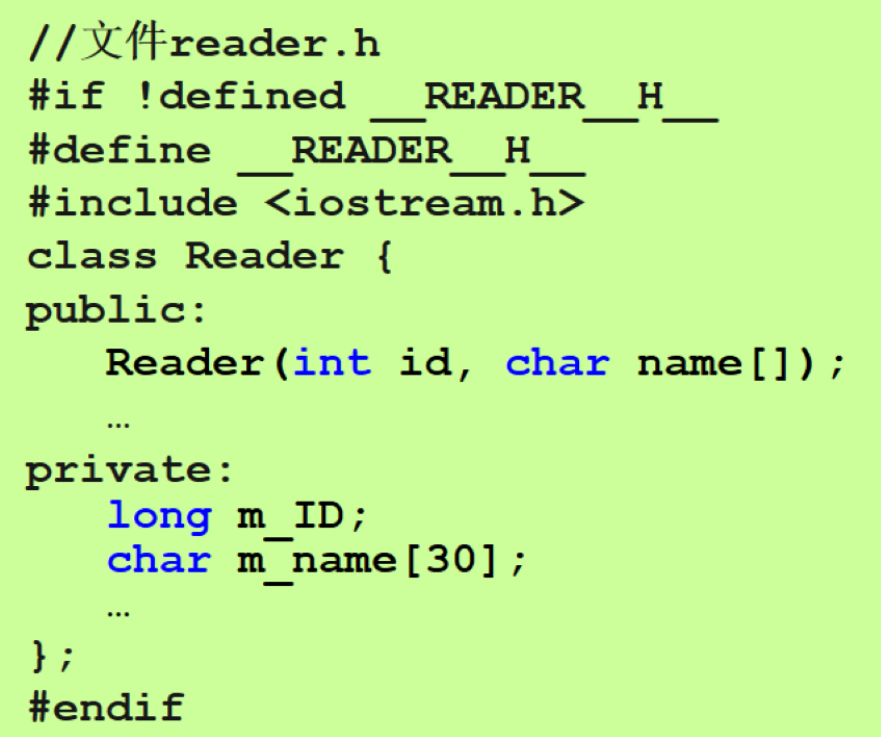 //文件reader.h
#if !defined __READER__H__
#define __READER__H__
#include <iostream.h>
class Reader {
public:
Reader(int id, char name[]);
…
private:
long m_ID;
char m_name[30];
…
};
#endif